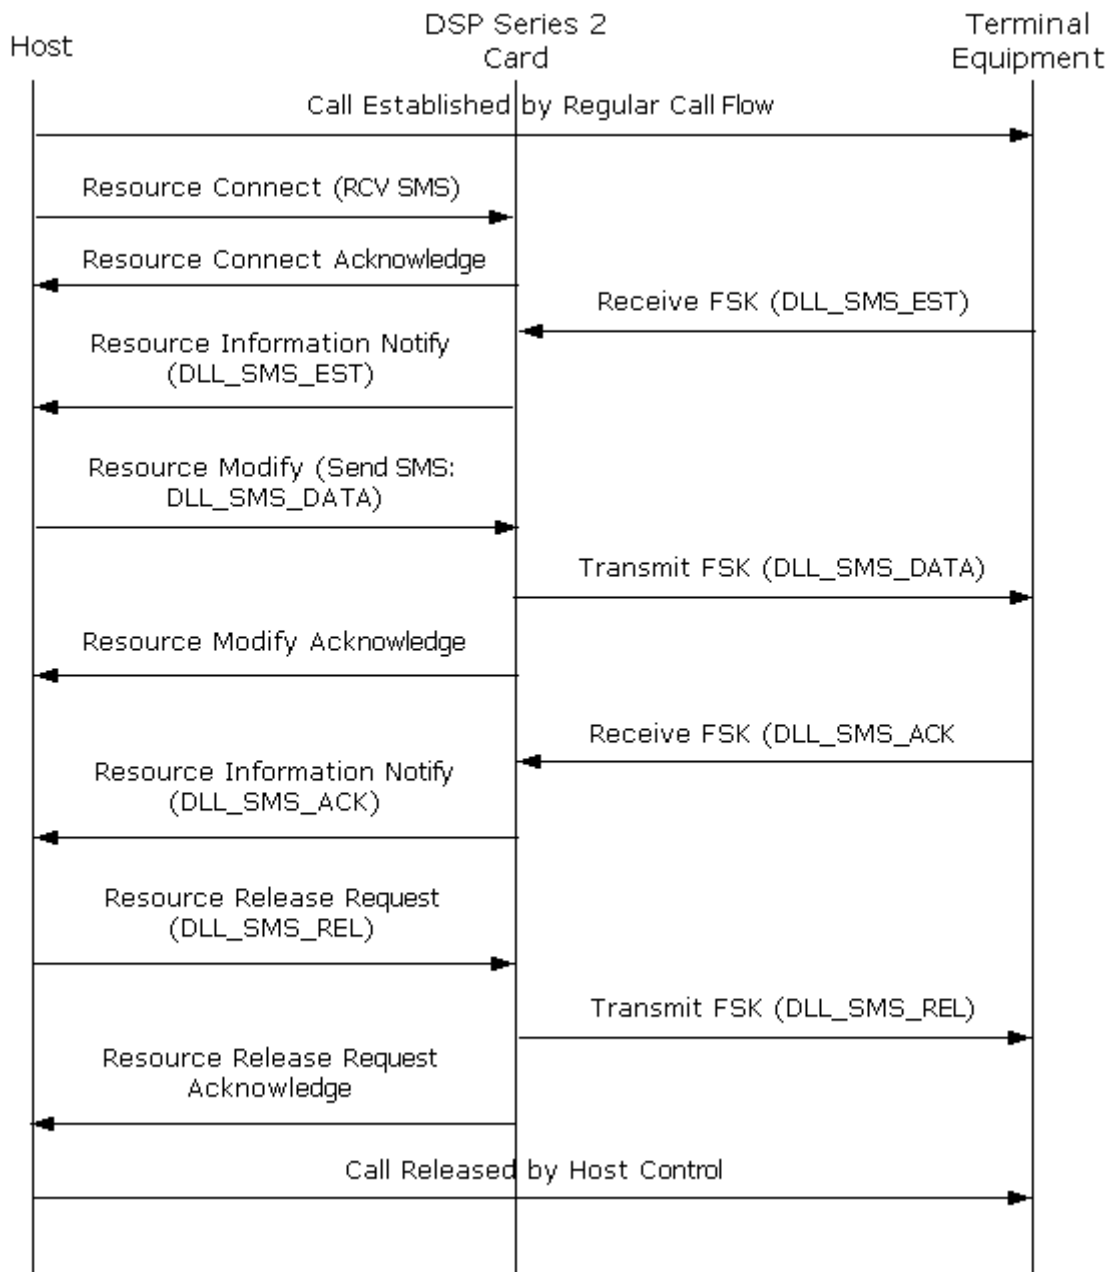 Host
DSP Series 2
Card
Terminal
Equipment
Call Established by Regular Call Flow
Resource Connect (RCV SMS)
Resource Connect Acknowledge
Receive FSK (DLL_SMS_EST)
Resource Information Notify
(DLL_SMS_EST)
Resource Modify (Send SMS:
DLL_SMS_DATA)
Transmit FSK (DLL_SMS_DATA)
Resource Modify Acknowledge
Receive FSK (DLL_SMS_ACK
Resource Information Notify
(DLL_SMS_ACK)
Resource Release Request
(DLL_SMS_REL)
Transmit FSK (DLL_SMS_REL)
Resource Release Request
Acknowledge
Call Released by Host Control